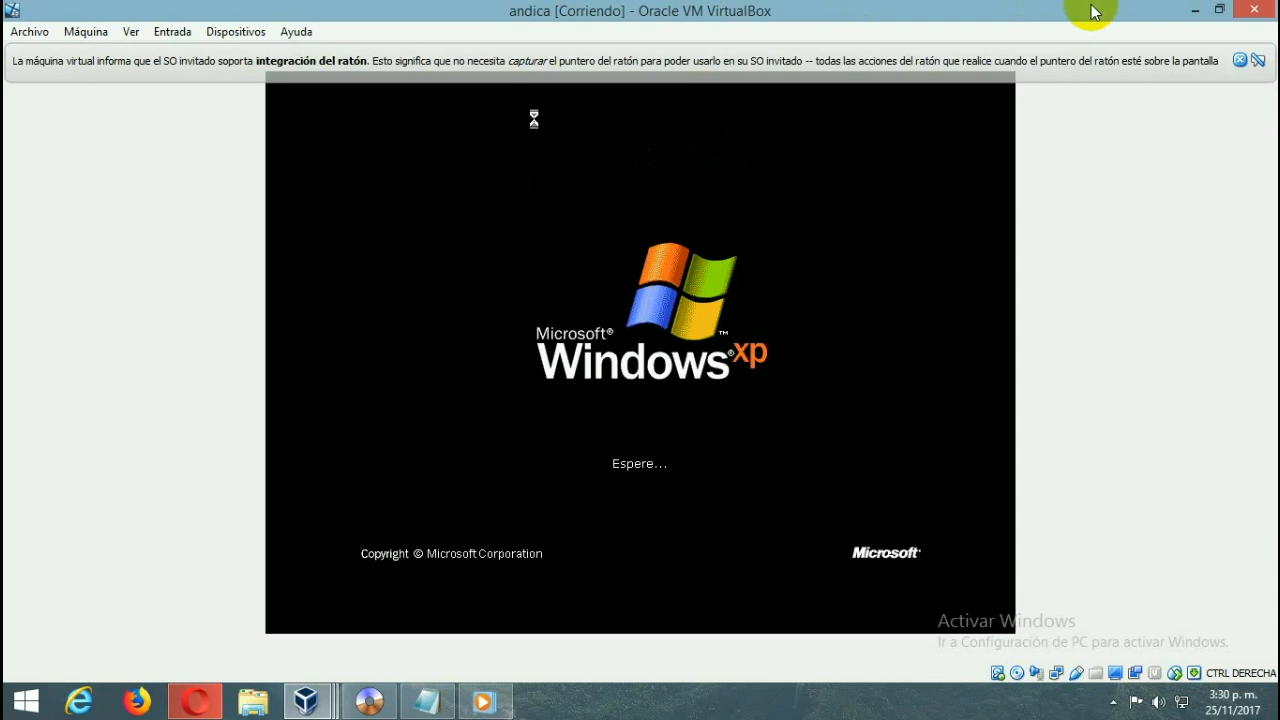 andica [Corriendo] - Oracle VM VirtualBox
Archivo Máquina Ver Entrada Dispositivos Ayuda
La máquina virtual informa que el SO invitado soporta integración del ratón. Esto significa que no necesita capturar el puntero del ratón para poder usarlo en su SO invitado -- todas las acciones del ratón que realice cuando el puntero del ratón esté sobre la pantalla
Microsoft®
Windows® xp ™
Espere...
Copyright © Microsoft Corporation
Microsoft®
Activar Windows
Ir a Configuración de PC para activar Windows.
CTRL DERECHA
3:30 p. m.
25/11/2017